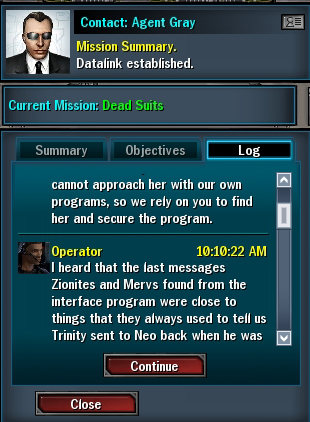 Contact: Agent Gray
Mission Summary.
Datalink established.
Current Mission: Dead Suits
Summary
Objectives
Log
cannot approach her with our own
programs, so we rely on you to find
her and secure the program.
Operator 10:10:22 AM
I heard that the last messages
Zionites and Mervs found from the
interface program were close to
things that they always used to tell us
Trinity sent to Neo back when he was
Continue
Close